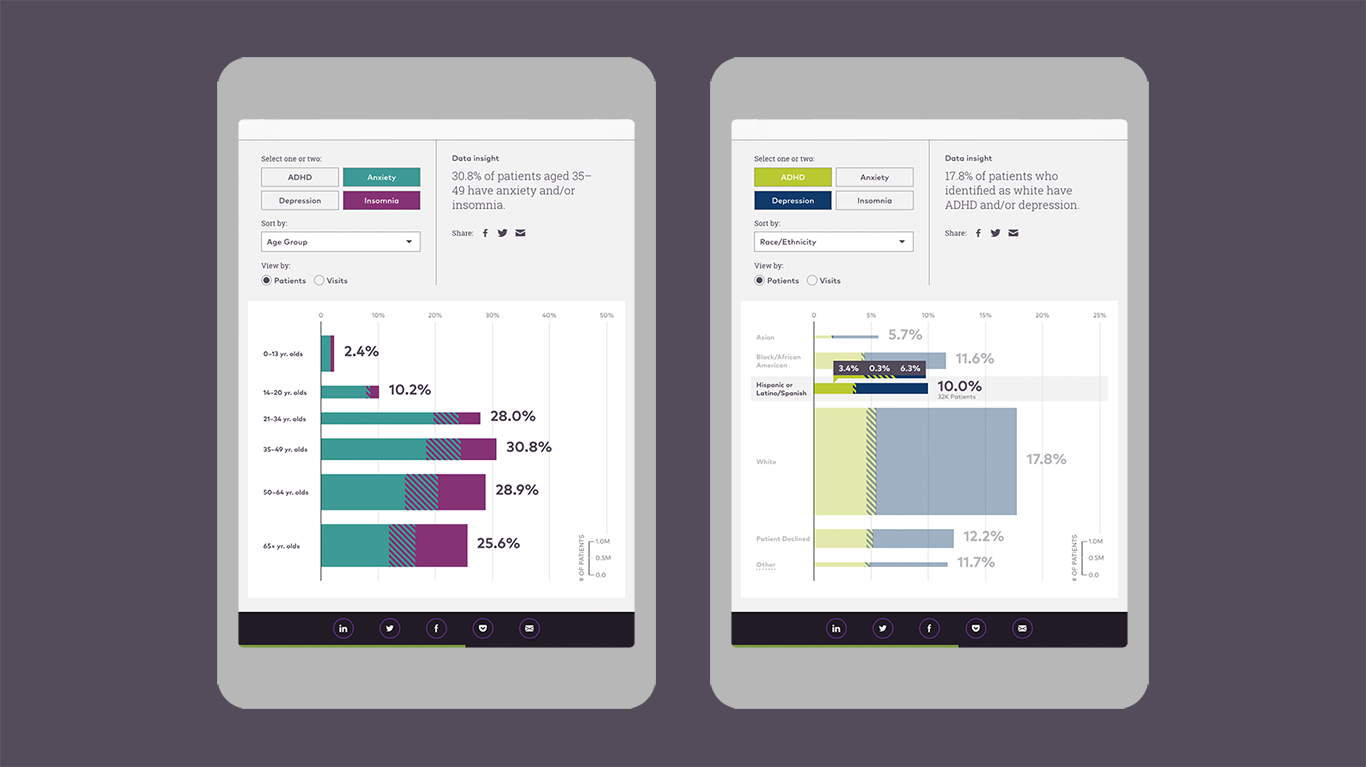 Select one or two:
ADHD
Anxiety
Depression
Insomnia
Sort by:
Age Group
View by:
Patients
Visits
Data insight
30.8% of patients aged 35–
49 have anxiety and/or
insomnia.
Share:
0
10%
20%
30%
40%
50%
0–13 yr. olds
2.4%
14–20 yr. olds
10.2%
21–34 yr. olds
28.0%
35–49 yr. olds
30.8%
50–64 yr. olds
28.9%
65+ yr. olds
25.6%
# OF PATIENTS
1.0M
0.5M
0.0
Select one or two:
ADHD
Anxiety
Depression
Insomnia
Sort by:
Race/Ethnicity
View by:
Patients
Visits
Data insight
17.8% of patients who
identified as white have
ADHD and/or depression.
Share:
0
5%
10%
15%
20%
25%
Asian
5.7%
Black/African
American
11.6%
3.4% 0.3% 6.3%
Hispanic or
Latino/Spanish
10.0%
32K Patients
White
17.8%
Patient Declined
12.2%
Other
11.7%
# OF PATIENTS
1.0M
0.5M
0.0